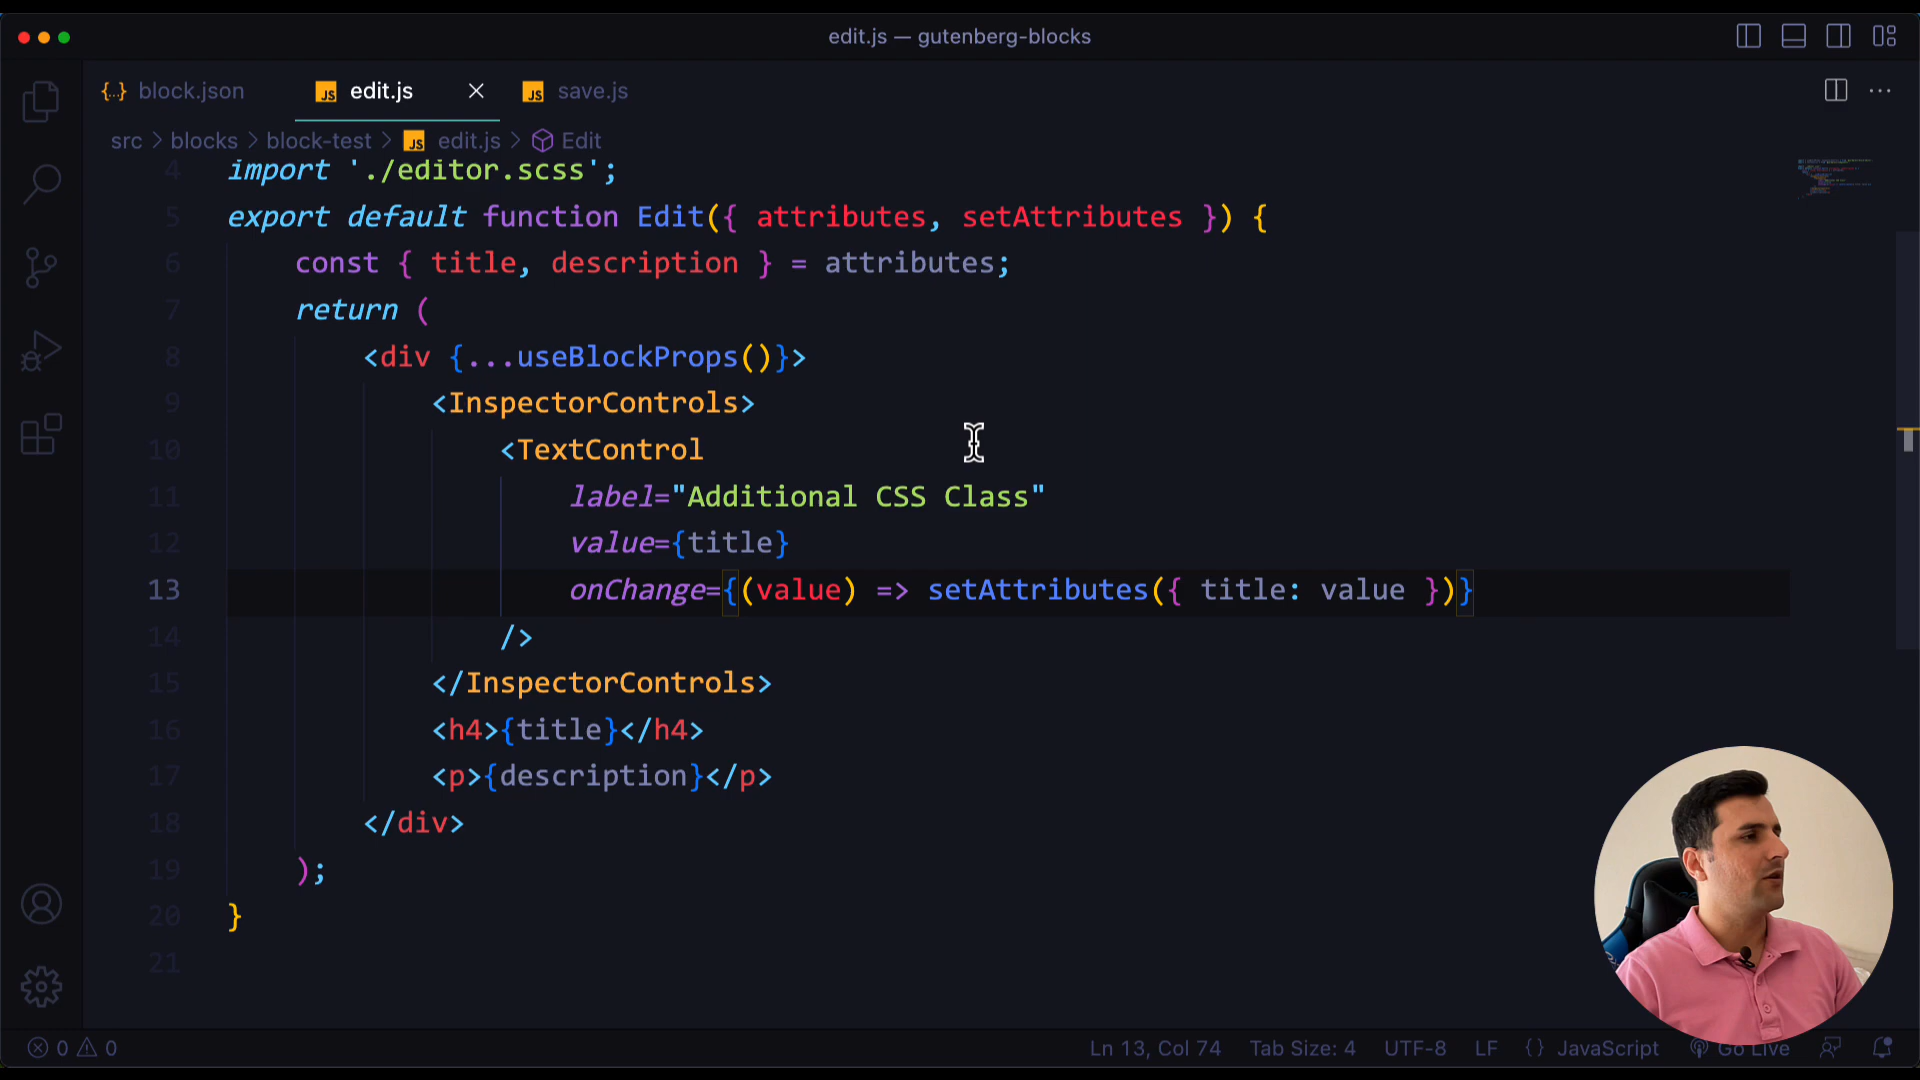 edit.js — gutenberg-blocks
{..} block.json
JS edit.js
JS save.js
src > blocks > block-test > JS edit.js > Edit
4 import './editor.scss';
5 export default function Edit({ attributes, setAttributes }) {
6 const { title, description } = attributes;
7 return (
8 <div {...useBlockProps()}>
9 <InspectorControls>
10 <TextControl
11 label="Additional CSS Class"
12 value={title}
13 onChange={(value) => setAttributes({ title: value })}
14 />
15 </InspectorControls>
16 <h4>{title}</h4>
17 <p>{description}</p>
18 </div>
19 );
20 }
21
0 0 Ln 13, Col 74 Tab Size: 4 UTF-8 LF {} JavaScript Go Live